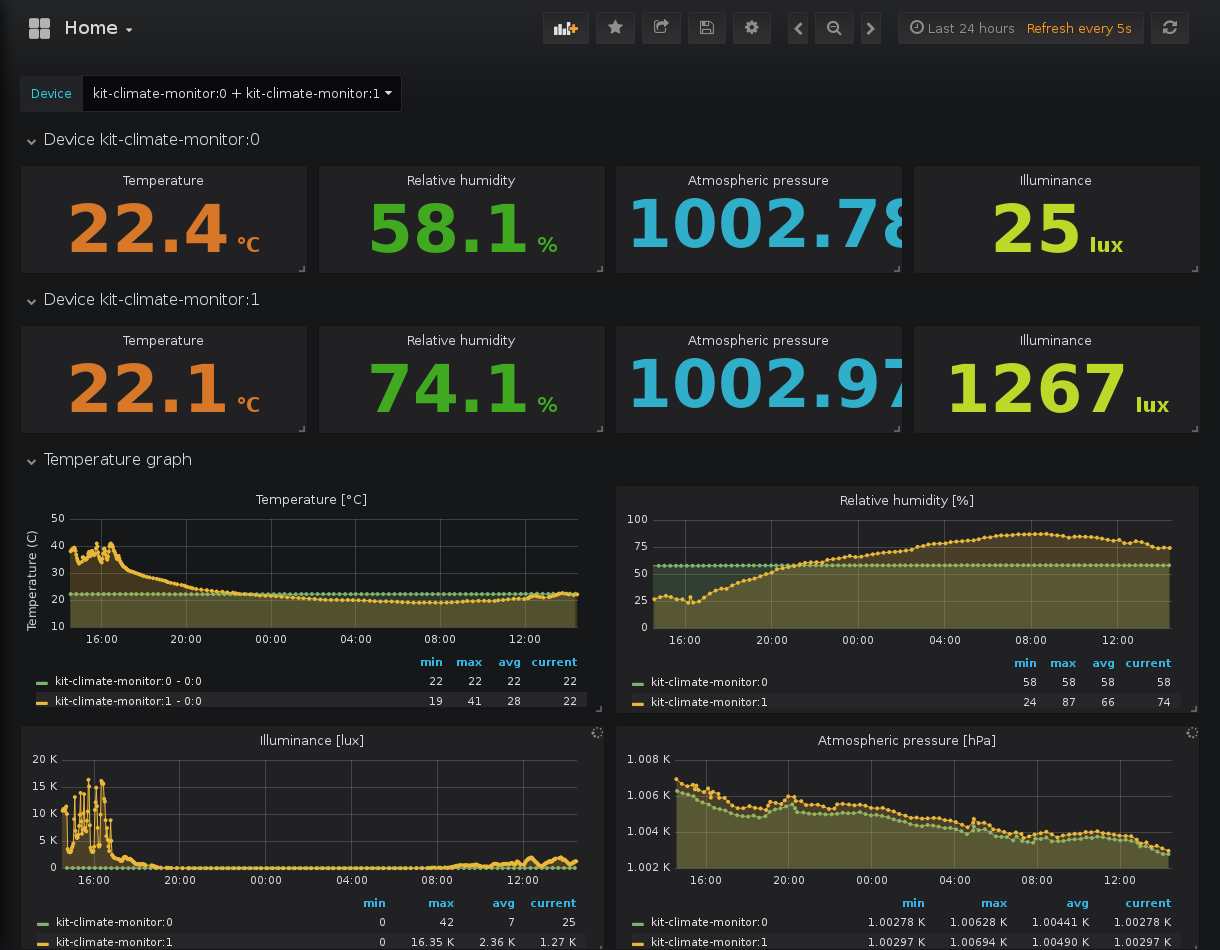 Home
Last 24 hours Refresh every 5s
Device kit-climate-monitor:0 + kit-climate-monitor:1
Device kit-climate-monitor:0
Temperature Relative humidity Atmospheric pressure Illuminance
22.4 °C 58.1 % 1002.78 25 lux
Device kit-climate-monitor:1
Temperature Relative humidity Atmospheric pressure Illuminance
22.1 °C 74.1 % 1002.97 1267 lux
Temperature graph
Temperature [°C]
Temperature (C)
50
40
30
20
10
16:00 20:00 00:00 04:00 08:00 12:00
min max avg current
kit-climate-monitor:0 - 0:0 22 22 22 22
kit-climate-monitor:1 - 0:0 19 41 28 22
Relative humidity [%]
100
75
50
25
0
16:00 20:00 00:00 04:00 08:00 12:00
min max avg current
kit-climate-monitor:0 58 58 58 58
kit-climate-monitor:1 24 87 66 74
Illuminance [lux]
20 K
15 K
10 K
5 K
0
16:00 20:00 00:00 04:00 08:00 12:00
min max avg current
kit-climate-monitor:0 0 42 7 25
kit-climate-monitor:1 0 16.35 K 2.36 K 1.27 K
Atmospheric pressure [hPa]
1.008 K
1.006 K
1.004 K
1.002 K
16:00 20:00 00:00 04:00 08:00 12:00
min max avg current
kit-climate-monitor:0 1.00278 K 1.00628 K 1.00441 K 1.00278 K
kit-climate-monitor:1 1.00297 K 1.00694 K 1.00490 K 1.00297 K